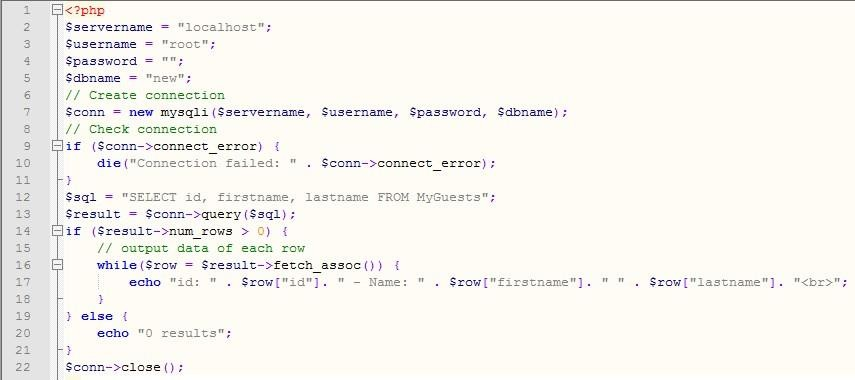 1 <?php
2 $servername = "localhost";
3 $username = "root";
4 $password = "";
5 $dbname = "new";
6 // Create connection
7 $conn = new mysqli($servername, $username, $password, $dbname);
8 // Check connection
9 if ($conn->connect_error) {
10 die("Connection failed: " . $conn->connect_error);
11 }
12 $sql = "SELECT id, firstname, lastname FROM MyGuests";
13 $result = $conn->query($sql);
14 if ($result->num_rows > 0) {
15 // output data of each row
16 while($row = $result->fetch_assoc()) {
17 echo "id: " . $row["id"]. " - Name: " . $row["firstname"]. " " . $row["lastname"]. "<br>";
18 }
19 } else {
20 echo "0 results";
21 }
22 $conn->close();